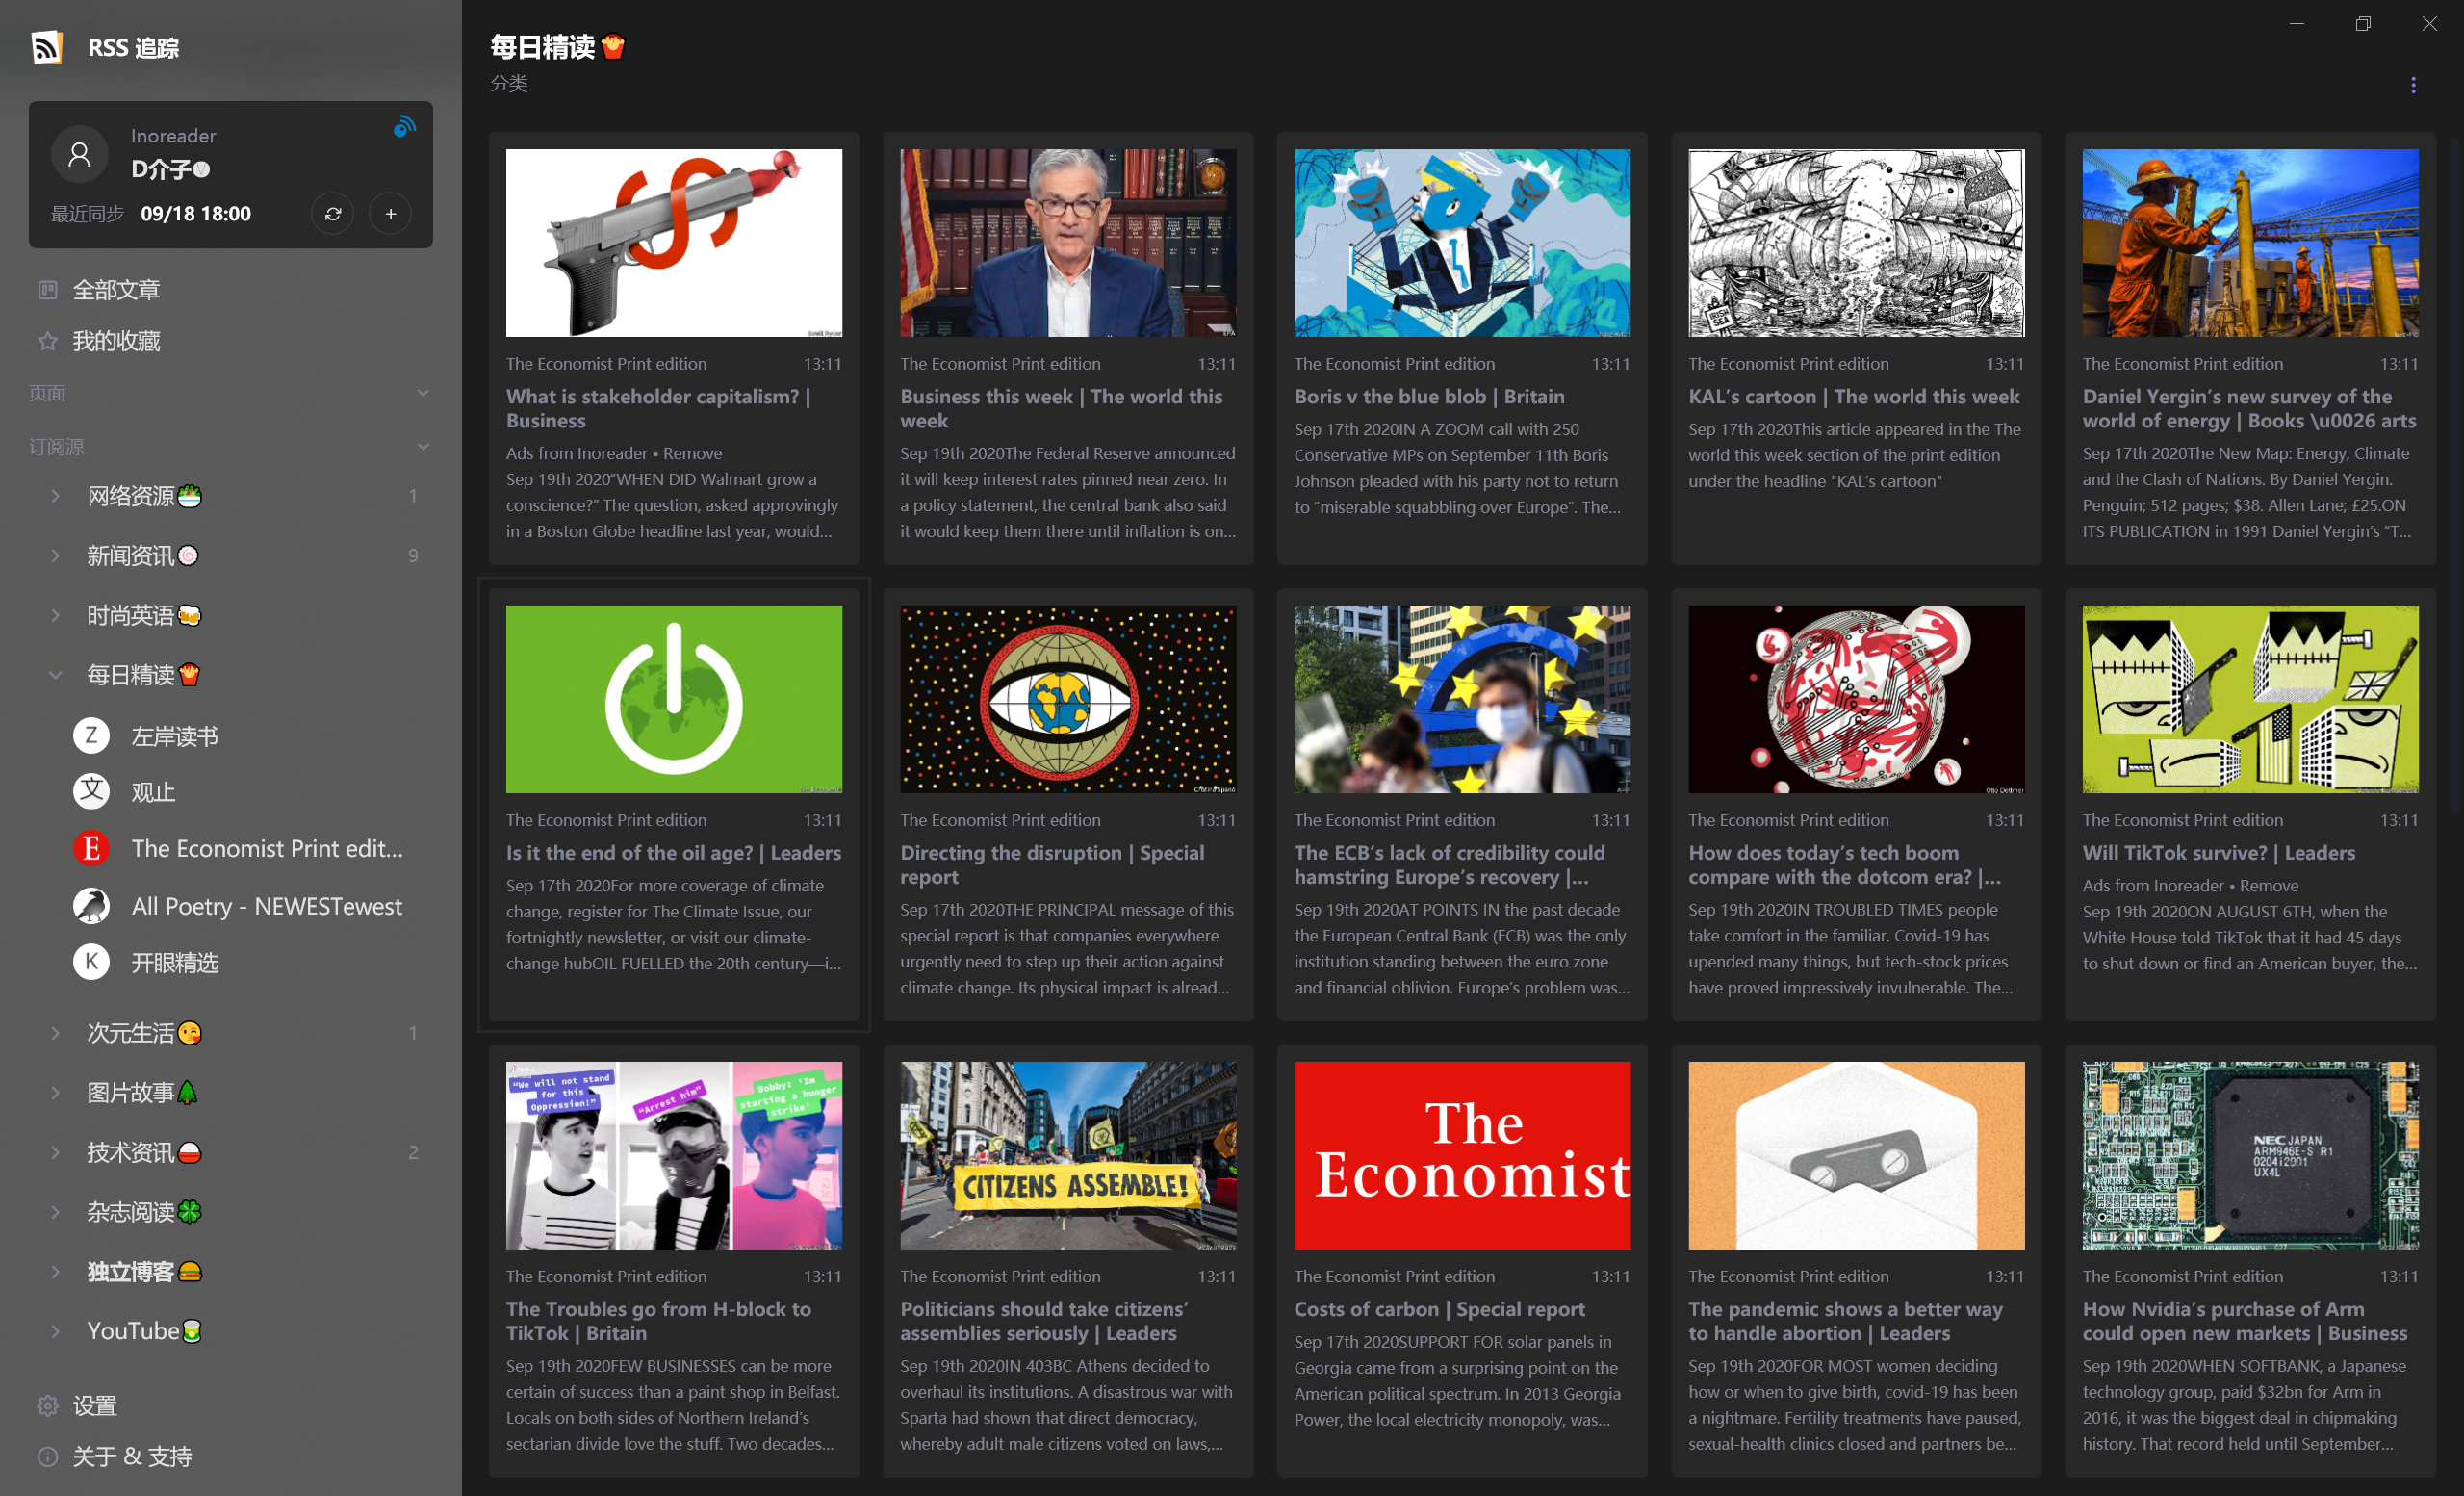 RSS 追踪
Inoreader
D介子
最近同步 09/18 18:00
全部文章
我的收藏
页面
订阅源
网络资源 1
新闻资讯 9
时尚英语
每日精读
Z 左岸读书
文 观止
E The Economist Print edit...
All Poetry - NEWESTewest
K 开眼精选
次元生活 1
图片故事
技术资讯 2
杂志阅读
独立博客
YouTube
设置
关于 & 支持
每日精读
分类
The Economist Print edition 13:11
What is stakeholder capitalism? |
Business
Ads from Inoreader • Remove
Sep 19th 2020“WHEN DID Walmart grow a
conscience?” The question, asked approvingly
in a Boston Globe headline last year, would...
The Economist Print edition 13:11
Business this week | The world this
week
Sep 19th 2020The Federal Reserve announced
it will keep interest rates pinned near zero. In
a policy statement, the central bank also said
it would keep them there until inflation is on...
The Economist Print edition 13:11
Boris v the blue blob | Britain
Sep 17th 2020IN A ZOOM call with 250
Conservative MPs on September 11th Boris
Johnson pleaded with his party not to return
to “miserable squabbling over Europe”. The...
RISK SEA
The Economist Print edition 13:11
KAL’s cartoon | The world this week
Sep 17th 2020This article appeared in the The
world this week section of the print edition
under the headline "KAL’s cartoon"
The Economist Print edition 13:11
Daniel Yergin’s new survey of the
world of energy | Books \u0026 arts
Sep 17th 2020The New Map: Energy, Climate
and the Clash of Nations. By Daniel Yergin.
Penguin; 512 pages; $38. Allen Lane; £25.ON
ITS PUBLICATION in 1991 Daniel Yergin’s “T...
The Economist Print edition 13:11
Is it the end of the oil age? | Leaders
Sep 17th 2020For more coverage of climate
change, register for The Climate Issue, our
fortnightly newsletter, or visit our climate-
change hubOIL FUELLED the 20th century—i...
Cristina Spanò
The Economist Print edition 13:11
Directing the disruption | Special
report
Sep 17th 2020THE PRINCIPAL message of this
special report is that companies everywhere
urgently need to step up their action against
climate change. Its physical impact is alread...
The Economist Print edition 13:11
The ECB’s lack of credibility could
hamstring Europe’s recovery |...
Sep 19th 2020AT POINTS IN the past decade
the European Central Bank (ECB) was the only
institution standing between the euro zone
and financial oblivion. Europe’s problem was...
Otto Dettmer
The Economist Print edition 13:11
How does today’s tech boom
compare with the dotcom era? |...
Sep 19th 2020IN TROUBLED TIMES people
take comfort in the familiar. Covid-19 has
upended many things, but tech-stock prices
have proved impressively invulnerable. The...
The Economist Print edition 13:11
Will TikTok survive? | Leaders
Ads from Inoreader • Remove
Sep 19th 2020ON AUGUST 6TH, when the
White House told TikTok that it had 45 days
to shut down or find an American buyer, the...
“We will not stand
for this
Oppression!”
“Arrest him”
Bobby: ‘Im
starting a hunger
strike’
The Economist Print edition 13:11
The Troubles go from H-block to
TikTok | Britain
Sep 19th 2020FEW BUSINESSES can be more
certain of success than a paint shop in Belfast.
Locals on both sides of Northern Ireland’s
sectarian divide love the stuff. Two decades...
CITIZENS ASSEMBLE!
The Economist Print edition 13:11
Politicians should take citizens’
assemblies seriously | Leaders
Sep 19th 2020IN 403BC Athens decided to
overhaul its institutions. A disastrous war with
Sparta had shown that direct democracy,
whereby adult male citizens voted on laws,...
The
Economist
The Economist Print edition 13:11
Costs of carbon | Special report
Sep 17th 2020SUPPORT FOR solar panels in
Georgia came from a surprising point on the
American political spectrum. In 2013 Georgia
Power, the local electricity monopoly, was...
The Economist Print edition 13:11
The pandemic shows a better way
to handle abortion | Leaders
Sep 19th 2020FOR MOST women deciding
how or when to give birth, covid-19 has been
a nightmare. Fertility treatments have paused,
sexual-health clinics closed and partners be...
NEC JAPAN
ARM946E-S R1
0204I2001
UX4L
The Economist Print edition 13:11
How Nvidia’s purchase of Arm
could open new markets | Business
Sep 19th 2020WHEN SOFTBANK, a Japanese
technology group, paid $32bn for Arm in
2016, it was the biggest deal in chipmaking
history. That record held until September...